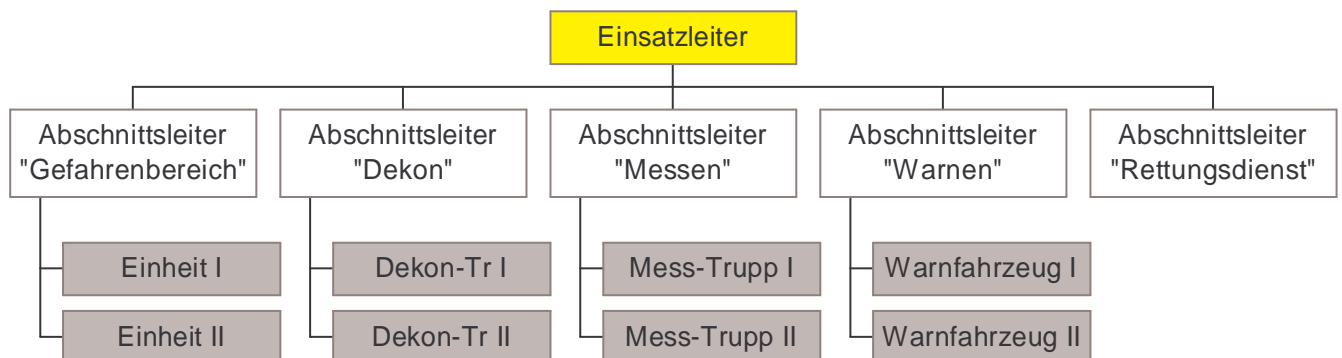 Einsatzleiter
Abschnittsleiter
"Gefahrenbereich"
Abschnittsleiter
"Dekon"
Abschnittsleiter
"Messen"
Abschnittsleiter
"Warnen"
Abschnittsleiter
"Rettungsdienst"
Einheit I
Dekon-Tr I
Mess-Trupp I
Warnfahrzeug I
Einheit II
Dekon-Tr II
Mess-Trupp II
Warnfahrzeug II